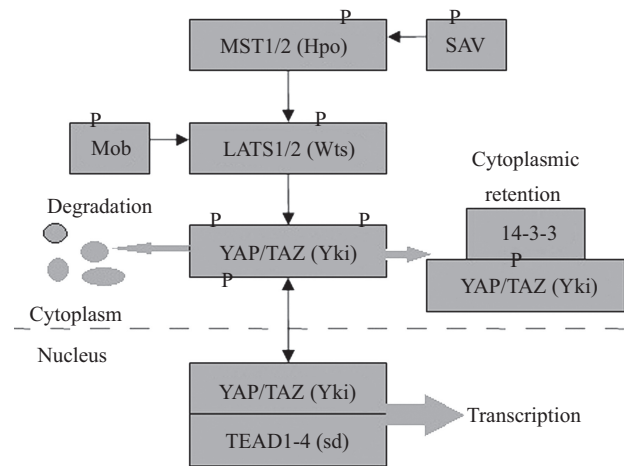 P
P
MST1/2 (Hpo)
SAV
P
P
Mob
LATS1/2 (Wts)
Cytoplasmic
retention
Degradation
P
P
14-3-3
YAP/TAZ (Yki)
P
P
YAP/TAZ (Yki)
Cytoplasm
Nucleus
YAP/TAZ (Yki)
Transcription
TEAD1-4 (sd)